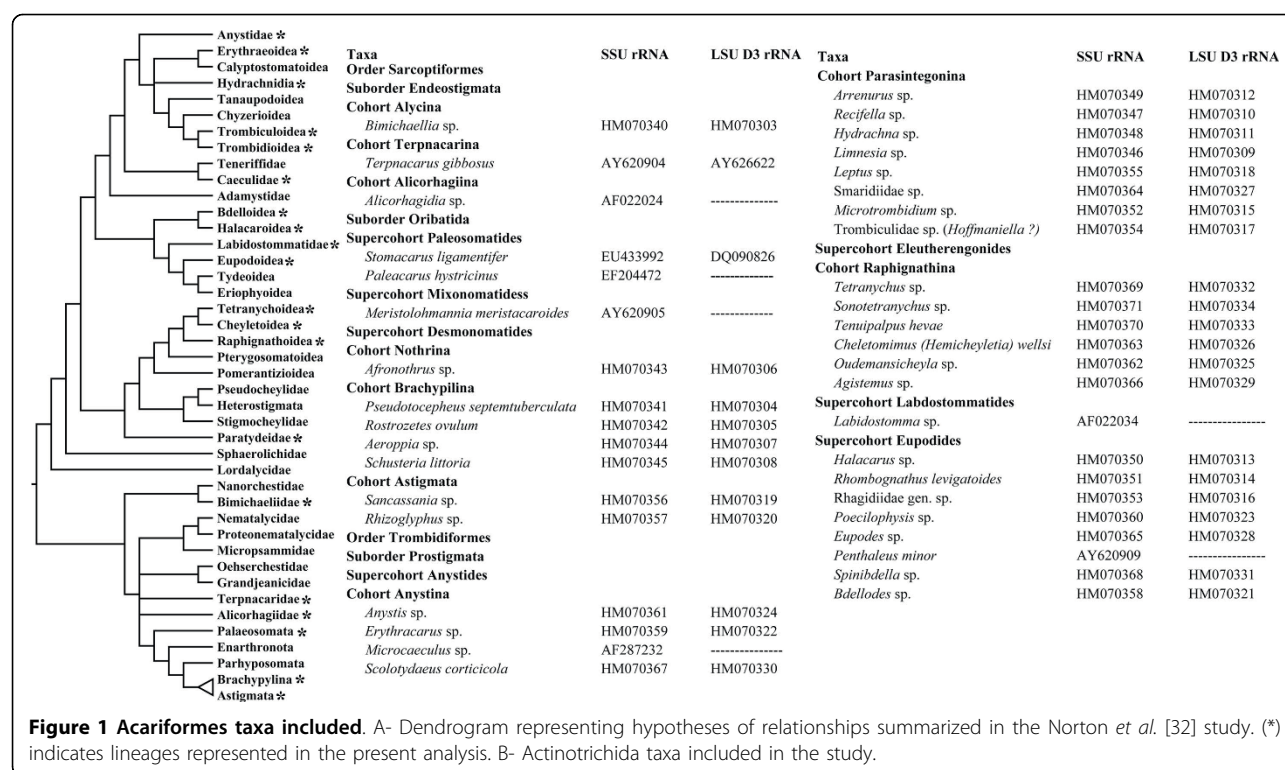 Anystidae *
Erythraeoidea *
Calyptostomatoidea
Hydrachnidia *
Tanaupodoidea
Chyzerioidea
Trombiculoidea *
Trombidioidea *
Teneriffidae
Caeculidae *
Adamystidae
Bdelloidea *
Halacaroidea *
Labidostommatidae *
Eupodoidea *
Tydeoidea
Eriophyoidea
Tetranychoidea *
Cheyletoidea *
Raphignathoidea *
Pterygosomatoidea
Pomerantzioidea
Pseudocheylidae
Heterostigmata
Stigmocheylidae
Paratydeidae *
Sphaerolichidae
Lordalycidae
Nanorchestidae
Bimichaeliidae *
Nematalycidae
Proteonematalycidae
Micropsammidae
Oehserchestidae
Grandjeanicidae
Terpnacaridae *
Alicorhagiidae *
Palaeosomata *
Enarthronota
Parhyposomata
Brachypylina *
Astigmata *
Taxa SSU rRNA LSU D3 rRNA
Order Sarcoptiformes
Suborder Endeostigmata
Cohort Alycina
Bimichaellia sp. HM070340 HM070303
Cohort Terpnacarina
Terpnacarus gibbosus AY620904 AY626622
Cohort Alicorhagiina
Alicorhagidia sp. AF022024 --------------
Suborder Oribatida
Supercohort Paleosomatides
Stomacarus ligamentifer EU433992 DQ090826
Paleacarus hystricinus EF204472 -------------
Supercohort Mixonomatidess
Meristolohmannia meristacaroides AY620905 -------------
Supercohort Desmonomatides
Cohort Nothrina
Afronothrus sp. HM070343 HM070306
Cohort Brachypilina
Pseudotocepheus septemtuberculata HM070341 HM070304
Rostrozetes ovulum HM070342 HM070305
Aeroppia sp. HM070344 HM070307
Schusteria littoria HM070345 HM070308
Cohort Astigmata
Sancassania sp. HM070356 HM070319
Rhizoglyphus sp. HM070357 HM070320
Order Trombidiformes
Suborder Prostigmata
Supercohort Anystides
Cohort Anystina
Anystis sp. HM070361 HM070324
Erythracarus sp. HM070359 HM070322
Microcaeculus sp. AF287232 ---------------
Scolotydaeus corticicola HM070367 HM070330
Taxa SSU rRNA LSU D3 rRNA
Cohort Parasintegonina
Arrenurus sp. HM070349 HM070312
Recifella sp. HM070347 HM070310
Hydrachna sp. HM070348 HM070311
Limnesia sp. HM070346 HM070309
Leptus sp. HM070355 HM070318
Smaridiidae sp. HM070364 HM070327
Microtrombidium sp. HM070352 HM070315
Trombiculidae sp. (Hoffmaniella ?) HM070354 HM070317
Supercohort Eleutherengonides
Cohort Raphignathina
Tetranychus sp. HM070369 HM070332
Sonotetranychus sp. HM070371 HM070334
Tenuipalpus hevae HM070370 HM070333
Cheletomimus (Hemicheyletia) wellsi HM070363 HM070326
Oudemansicheyla sp. HM070362 HM070325
Agistemus sp. HM070366 HM070329
Supercohort Labdostommatides
Labidostomma sp. AF022034 ----------------
Supercohort Eupodides
Halacarus sp. HM070350 HM070313
Rhombognathus levigatoides HM070351 HM070314
Rhagidiidae gen. sp. HM070353 HM070316
Poecilophysis sp. HM070360 HM070323
Eupodes sp. HM070365 HM070328
Penthaleus minor AY620909 ----------------
Spinibdella sp. HM070368 HM070331
Bdellodes sp. HM070358 HM070321
Figure 1 Acariformes taxa included. A- Dendrogram representing hypotheses of relationships summarized in the Norton et al. [32] study. (*)
indicates lineages represented in the present analysis. B- Actinotrichida taxa included in the study.